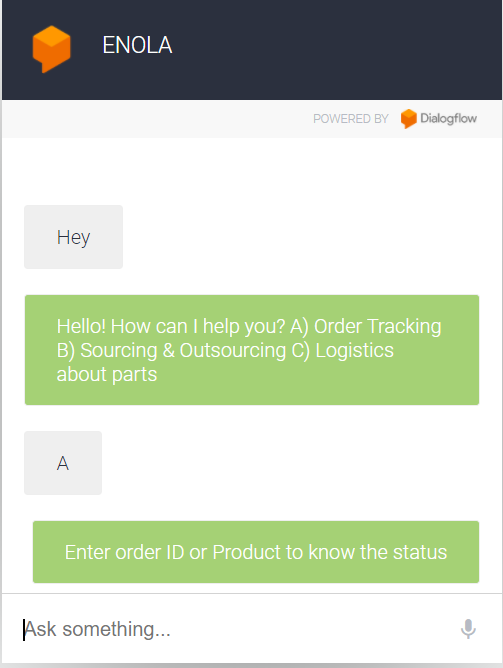 ENOLA
POWERED BY Dialogflow
Hey
Hello! How can I help you? A) Order Tracking
B) Sourcing & Outsourcing C) Logistics
about parts
A
Enter order ID or Product to know the status
Ask something...